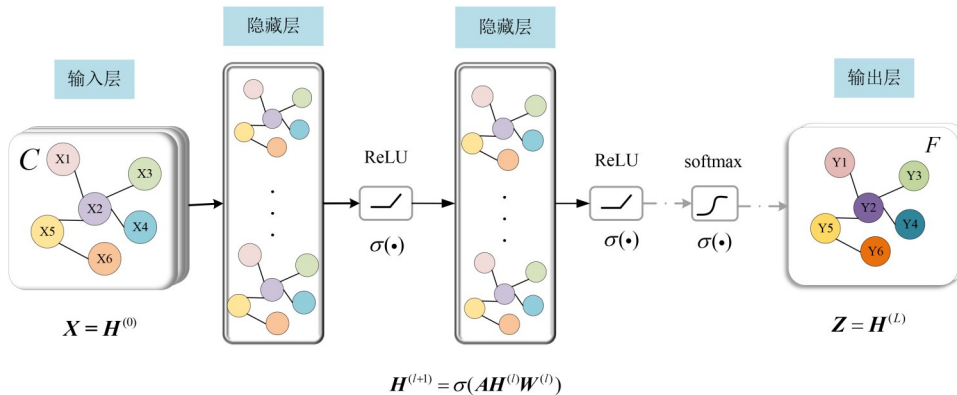 隐藏层
隐藏层
输入层
输出层
C
X1
X3
X2
X4
X5
X6
ReLU
σ(•)
ReLU
σ(•)
softmax
σ(•)
F
Y1
Y3
Y2
Y4
Y5
Y6
X = H^{(0)}
Z = H^{(L)}
H^{(l+1)} = σ(AH^{(l)}W^{(l)})